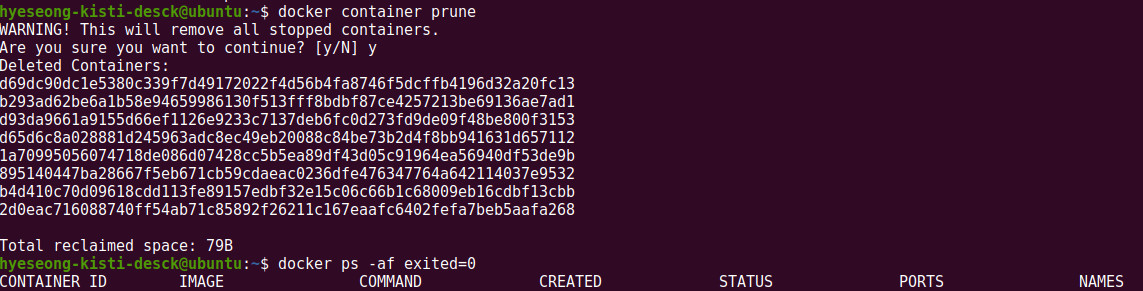 hyeseong-kisti-desck@ubuntu:~$ docker container prune
WARNING! This will remove all stopped containers.
Are you sure you want to continue? [y/N] y
Deleted Containers:
d69dc90dc1e5380c339f7d49172022f4d56b4fa8746f5dcffb4196d32a20fc13
b293ad62be6a1b58e94659986130f513fff8bdbf87ce4257213be69136ae7ad1
d93da9661a9155d66ef1126e9233c7137deb6fc0d273fd9de09f48be800f3153
d65d6c8a028881d245963adc8ec49eb20088c84be73b2d4f8bb941631d657112
1a70995056074718de086d07428cc5b5ea89df43d05c91964ea56940df53de9b
895140447ba28667f5eb671cb59cdaeac0236dfe476347764a642114037e9532
b4d410c70d09618cdd113fe89157edbf32e15c06c66b1c68009eb16cdbf13cbb
2d0eac716088740ff54ab71c85892f26211c167eaafc6402fefa7beb5aafa268
Total reclaimed space: 79B
hyeseong-kisti-desck@ubuntu:~$ docker ps -af exited=0
CONTAINER ID IMAGE COMMAND CREATED STATUS PORTS NAMES